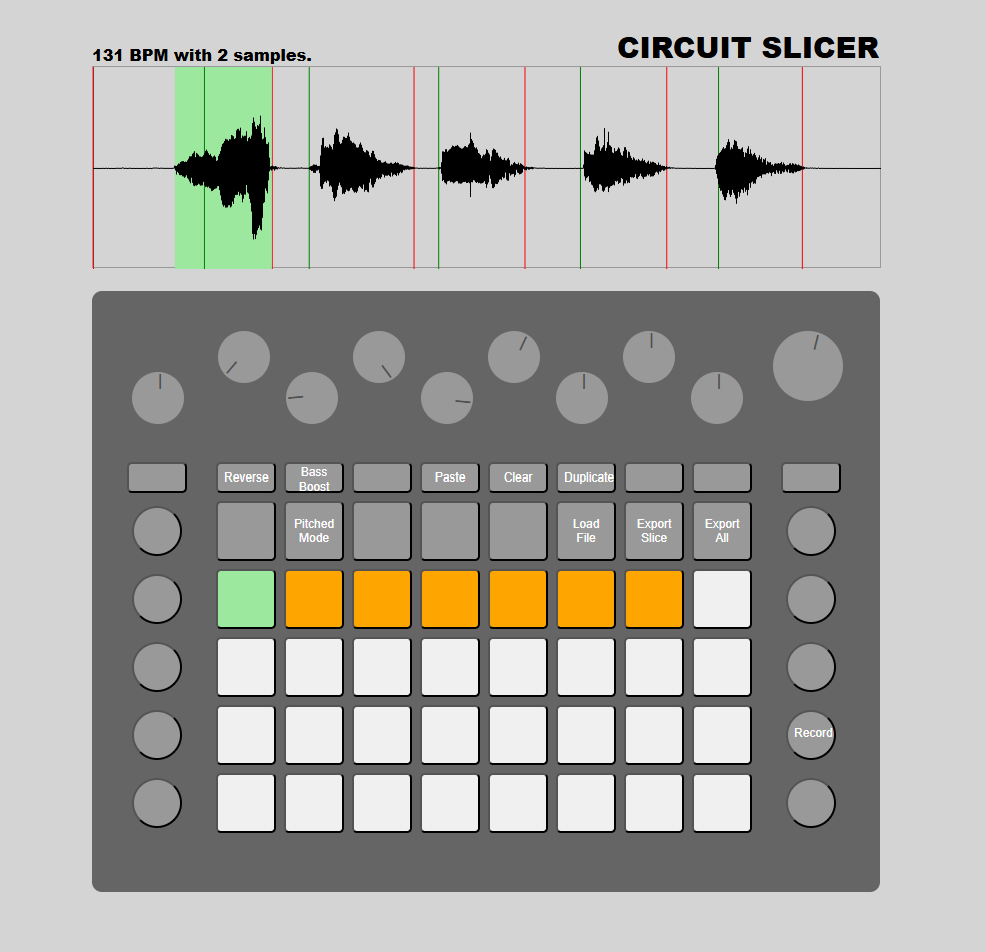 131 BPM with 2 samples.
CIRCUIT SLICER
Reverse
Bass
Boost
Paste
Clear
Duplicate
Pitched
Mode
Load
File
Export
Slice
Export
All
Record